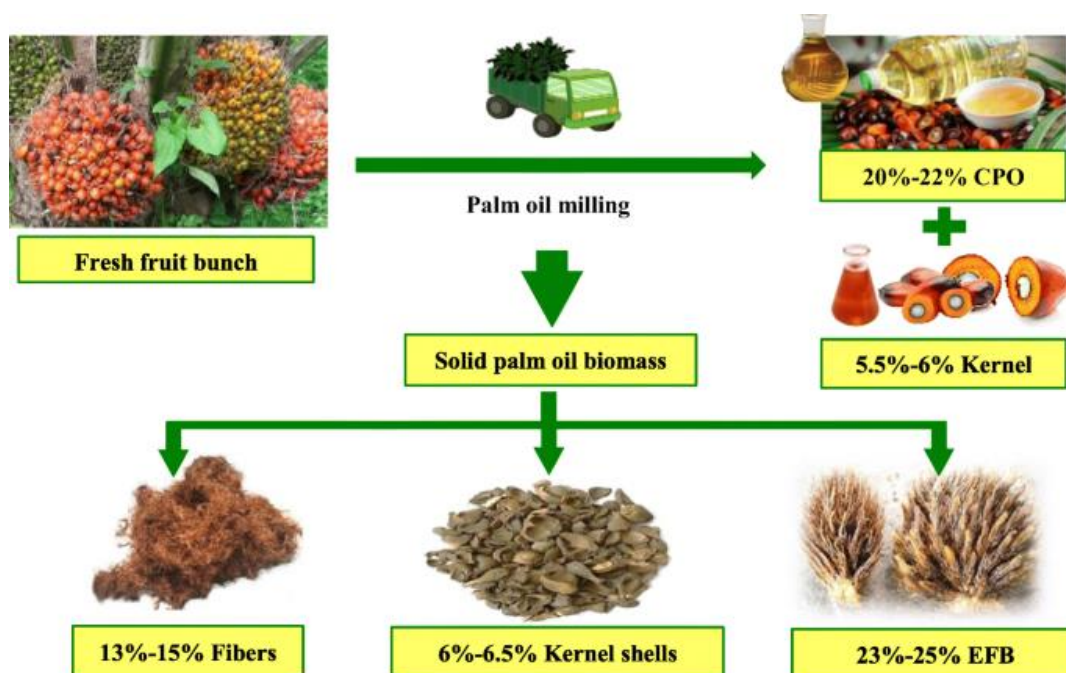 Fresh fruit bunch
Palm oil milling
20%-22% CPO
5.5%-6% Kernel
Solid palm oil biomass
13%-15% Fibers
6%-6.5% Kernel shells
23%-25% EFB